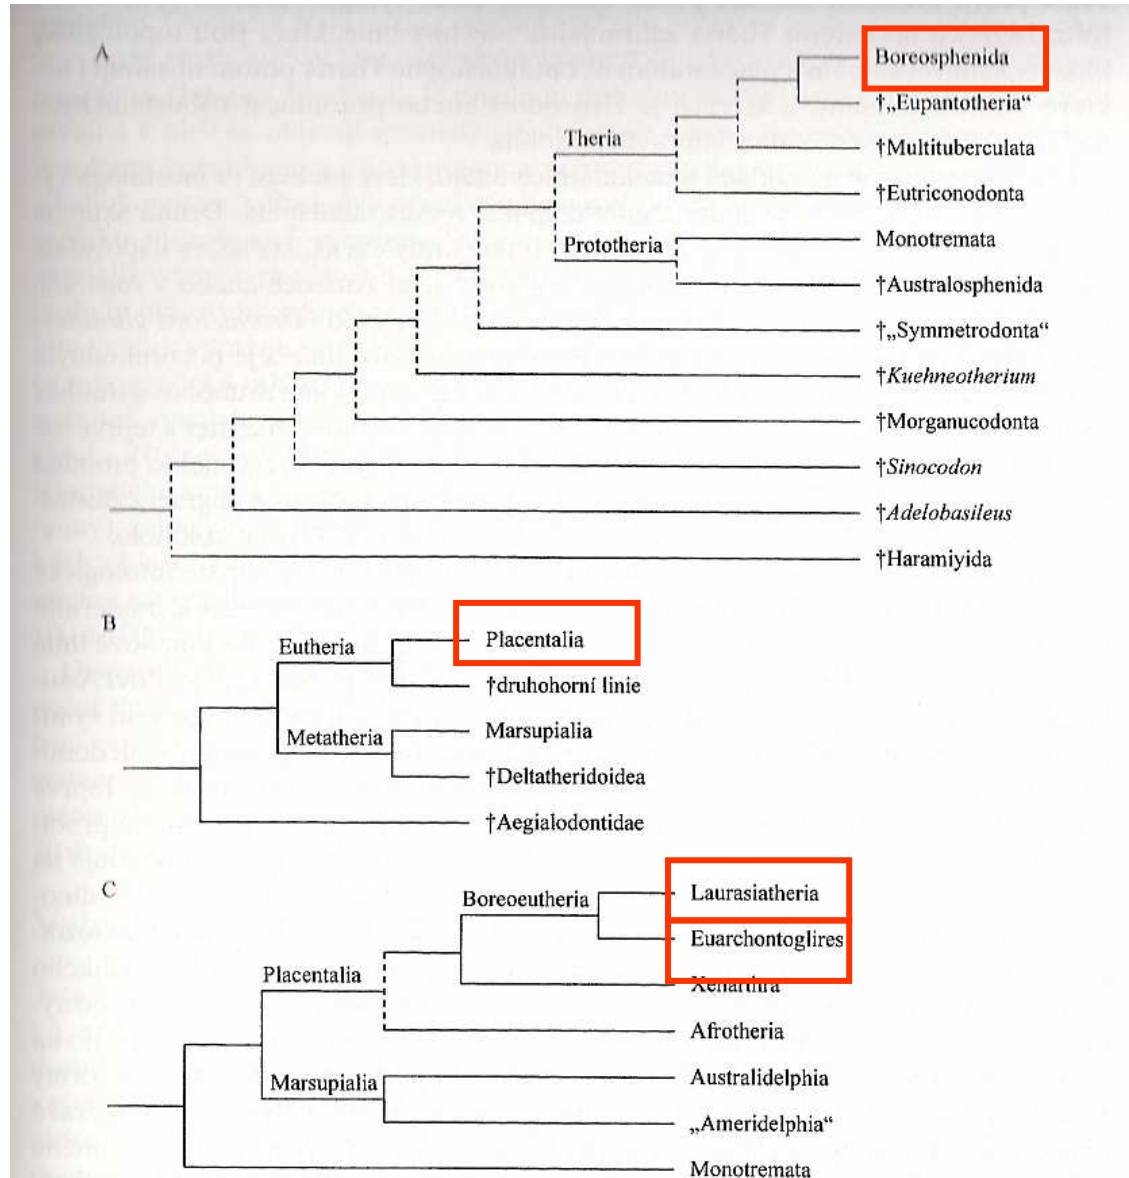 A
Boreosphenida
†„Eupantotheria“
Theria
†Multituberculata
†Eutriconodonta
Prototheria
Monotremata
†Australosphenida
†„Symmetrodonta“
†Kuehneotherium
†Morganucodonta
†Sinocodon
†Adelobasileus
†Haramiyida
B
Placentalia
Eutheria
†druhohorní linie
Metatheria
Marsupialia
†Deltatheridoidea
†Aegialodontidae
C
Laurasiatheria
Boreoeutheria
Euarchontoglires
Placentalia
Xenarthra
Afrotheria
Marsupialia
Australidelphia
„Ameridelphia“
Monotremata